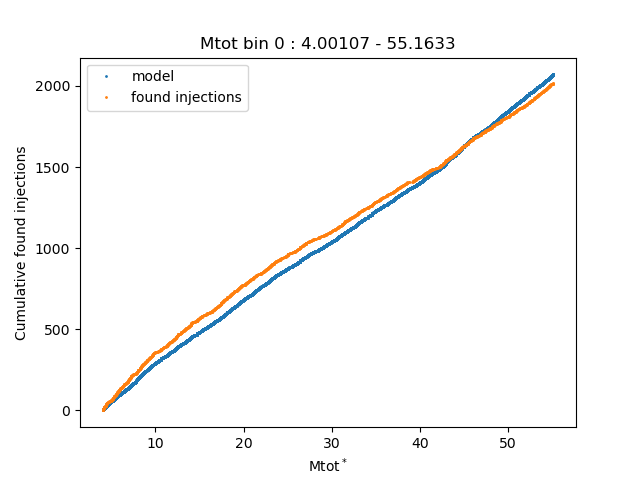 Mtot bin 0 : 4.00107 - 55.1633
model
found injections
Cumulative found injections
2000
1500
1000
500
0
10 20 30 40 50
Mtot*